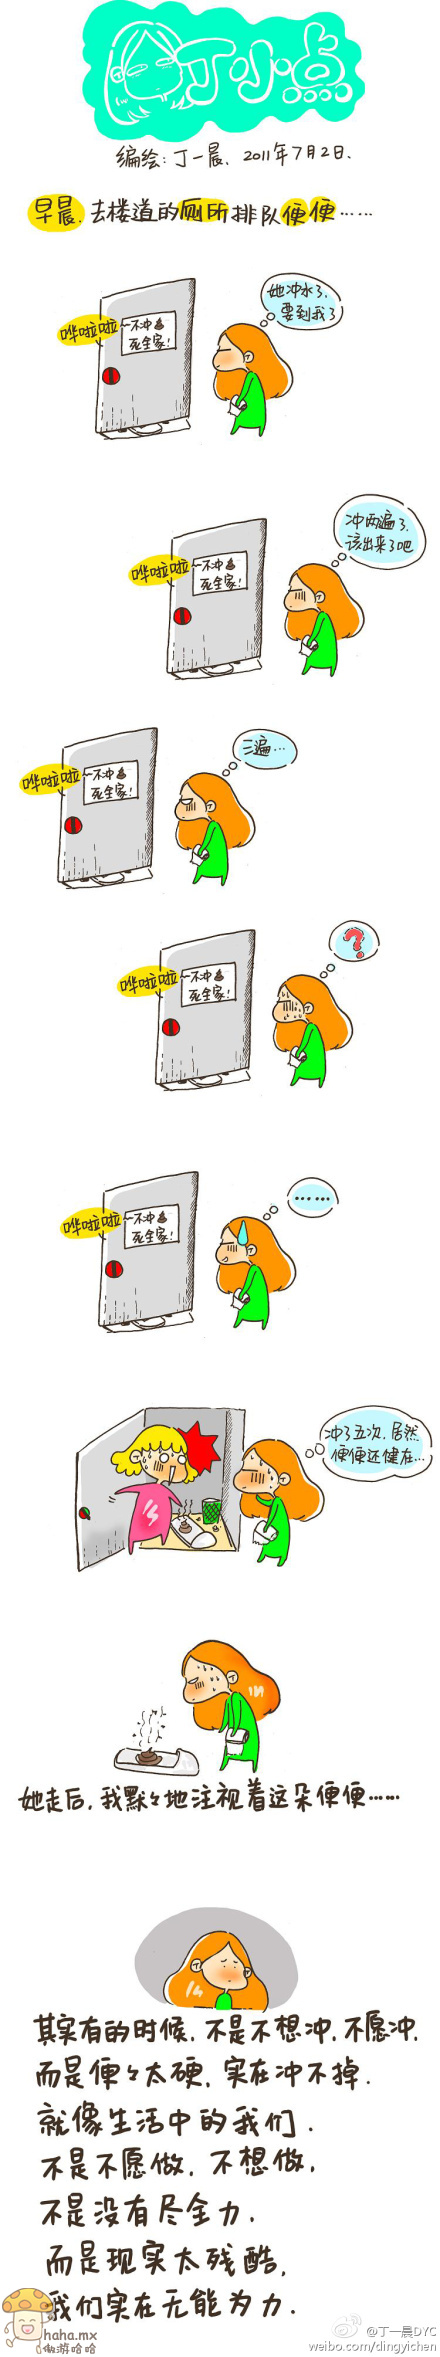 丁小点
编绘:丁一晨. 2011年7月2日.
早晨.去楼道的厕所排队便便……
她冲水了.
要到我了
哗啦啦~
不冲
死全家!
冲两遍了.
该出来了吧
哗啦啦~
不冲
死全家!
三遍…
哗啦啦~
不冲
死全家!
?
哗啦啦~
不冲
死全家!
……
哗啦啦~
不冲
死全家!
冲了五次.居然
便便还健在…
她走后,我默々地注视着这朵便便……
其实有的时候.不是不想冲.不愿冲.
而是便々太硬.实在冲不掉.
就像生活中的我们.
不是不愿做.不想做.
不是没有尽全力.
而是现实太残酷,
我们实在无能为力.
haha.mx
傲游哈哈
@丁一晨DYC
weibo.com/dingyichen